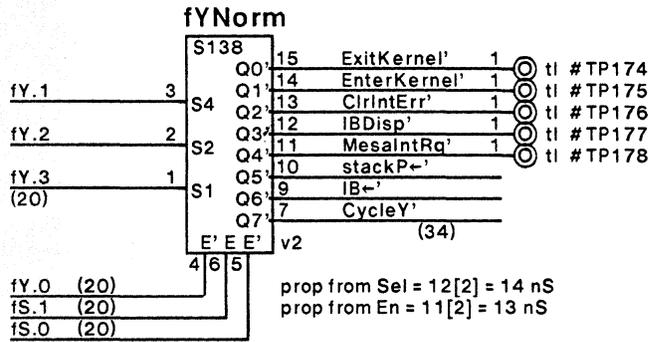 fYNorm
S138
Q0' 15 ExitKernel' 1 tl #TP174
Q1' 14 EnterKernel' 1 tl #TP175
Q2' 13 ClrIntErr' 1 tl #TP176
Q3' 12 IBDisp' 1 tl #TP177
Q4' 11 MesaIntRq' 1 tl #TP178
Q5' 10 stackP←'
Q6' 9 IB←'
Q7' 7 CycleY'
(34)
fY.1 3 S4
fY.2 2 S2
fY.3 1 S1
(20)
E' E E' v2
4 6 5
fY.0 (20)
fS.1 (20)
fS.0 (20)
prop from Sel = 12[2] = 14 nS
prop from En = 11[2] = 13 nS